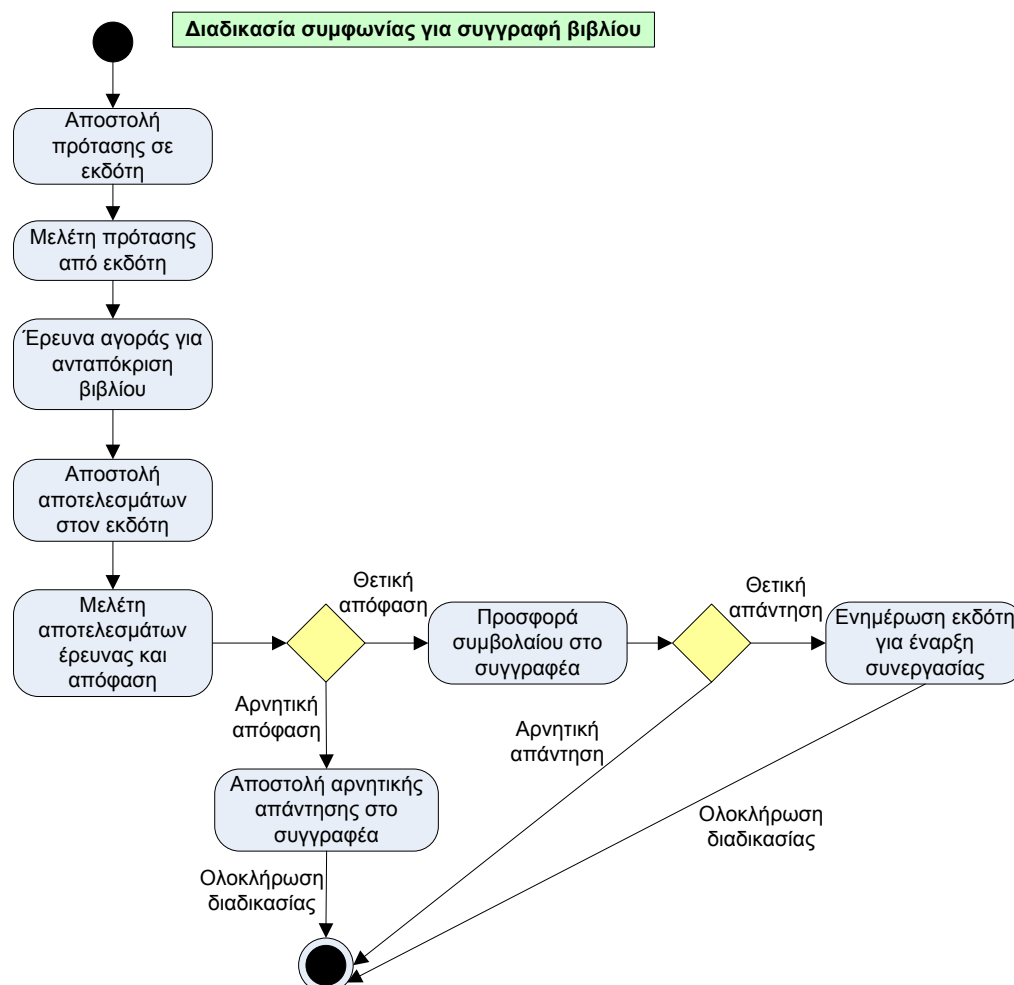 Διαδικασία συμφωνίας για συγγραφή βιβλίου
Αποστολή
πρότασης σε
εκδότη
Μελέτη πρότασης
από εκδότη
Έρευνα αγοράς για
ανταπόκριση
βιβλίου
Αποστολή
αποτελεσμάτων
στον εκδότη
Μελέτη
αποτελεσμάτων
έρευνας και
απόφαση
Θετική
απόφαση
Προσφορά
συμβολαίου στο
συγγραφέα
Θετική
απάντηση
Ενημέρωση εκδότη
για έναρξη
συνεργασίας
Αρνητική
απόφαση
Αρνητική
απάντηση
Αποστολή αρνητικής
απάντησης στο
συγγραφέα
Ολοκλήρωση
διαδικασίας
Ολοκλήρωση
διαδικασίας